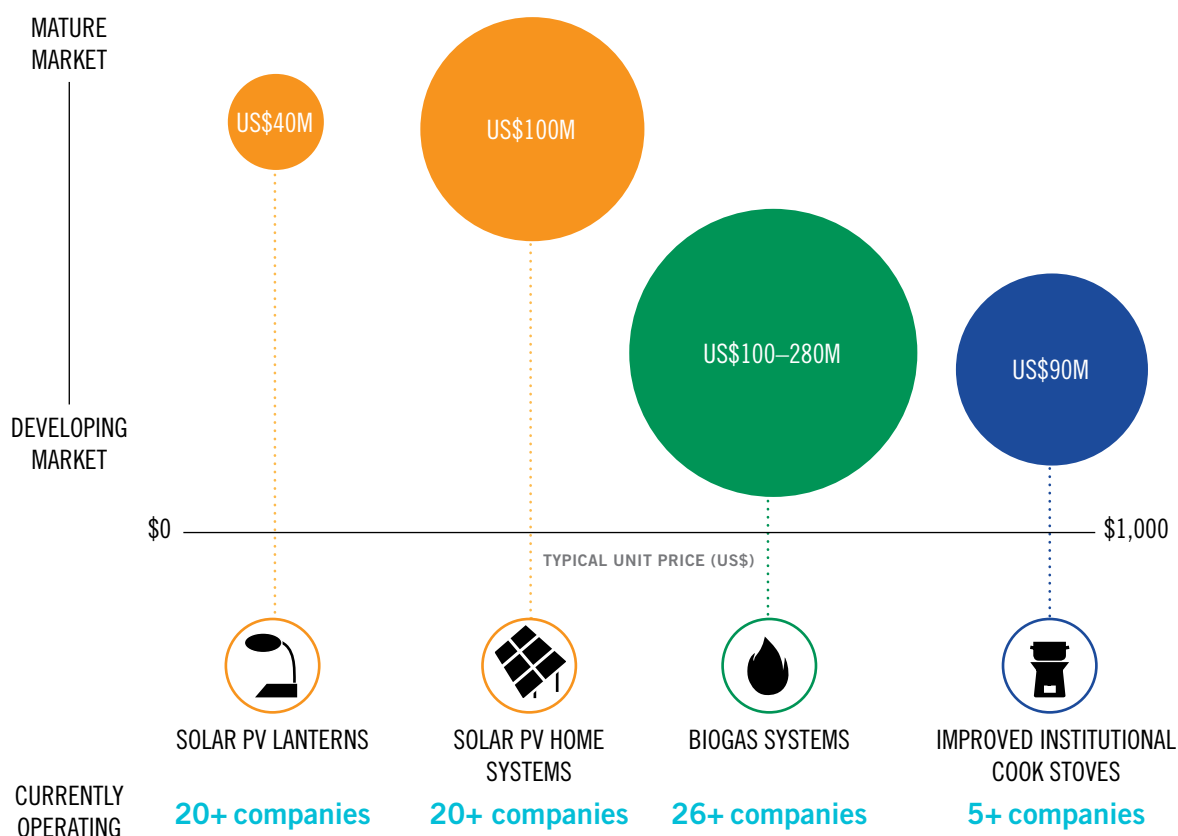 MATURE
MARKET
US$40M
US$100M
US$100–280M
US$90M
DEVELOPING
MARKET
$0
$1,000
TYPICAL UNIT PRICE (US$)
SOLAR PV LANTERNS
SOLAR PV HOME
SYSTEMS
BIOGAS SYSTEMS
IMPROVED INSTITUTIONAL
COOK STOVES
CURRENTLY
OPERATING
20+ companies
20+ companies
26+ companies
5+ companies